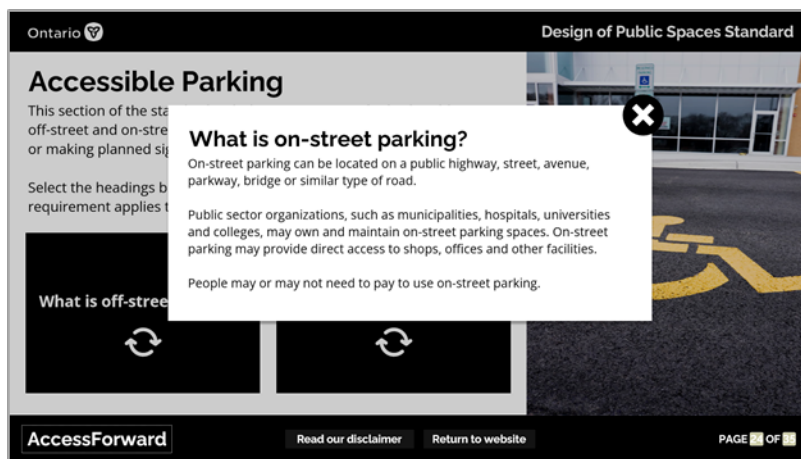 Ontario
Design of Public Spaces Standard
Accessible Parking
This section of the sta
off-street and on-stre
or making planned sig
Select the headings b
requirement applies t
What is on-street parking?
On-street parking can be located on a public highway, street, avenue,
parkway, bridge or similar type of road.
Public sector organizations, such as municipalities, hospitals, universities
and colleges, may own and maintain on-street parking spaces. On-street
parking may provide direct access to shops, offices and other facilities.
People may or may not need to pay to use on-street parking.
What is off-stree
AccessForward
Read our disclaimer
Return to website
PAGE 24 OF 35